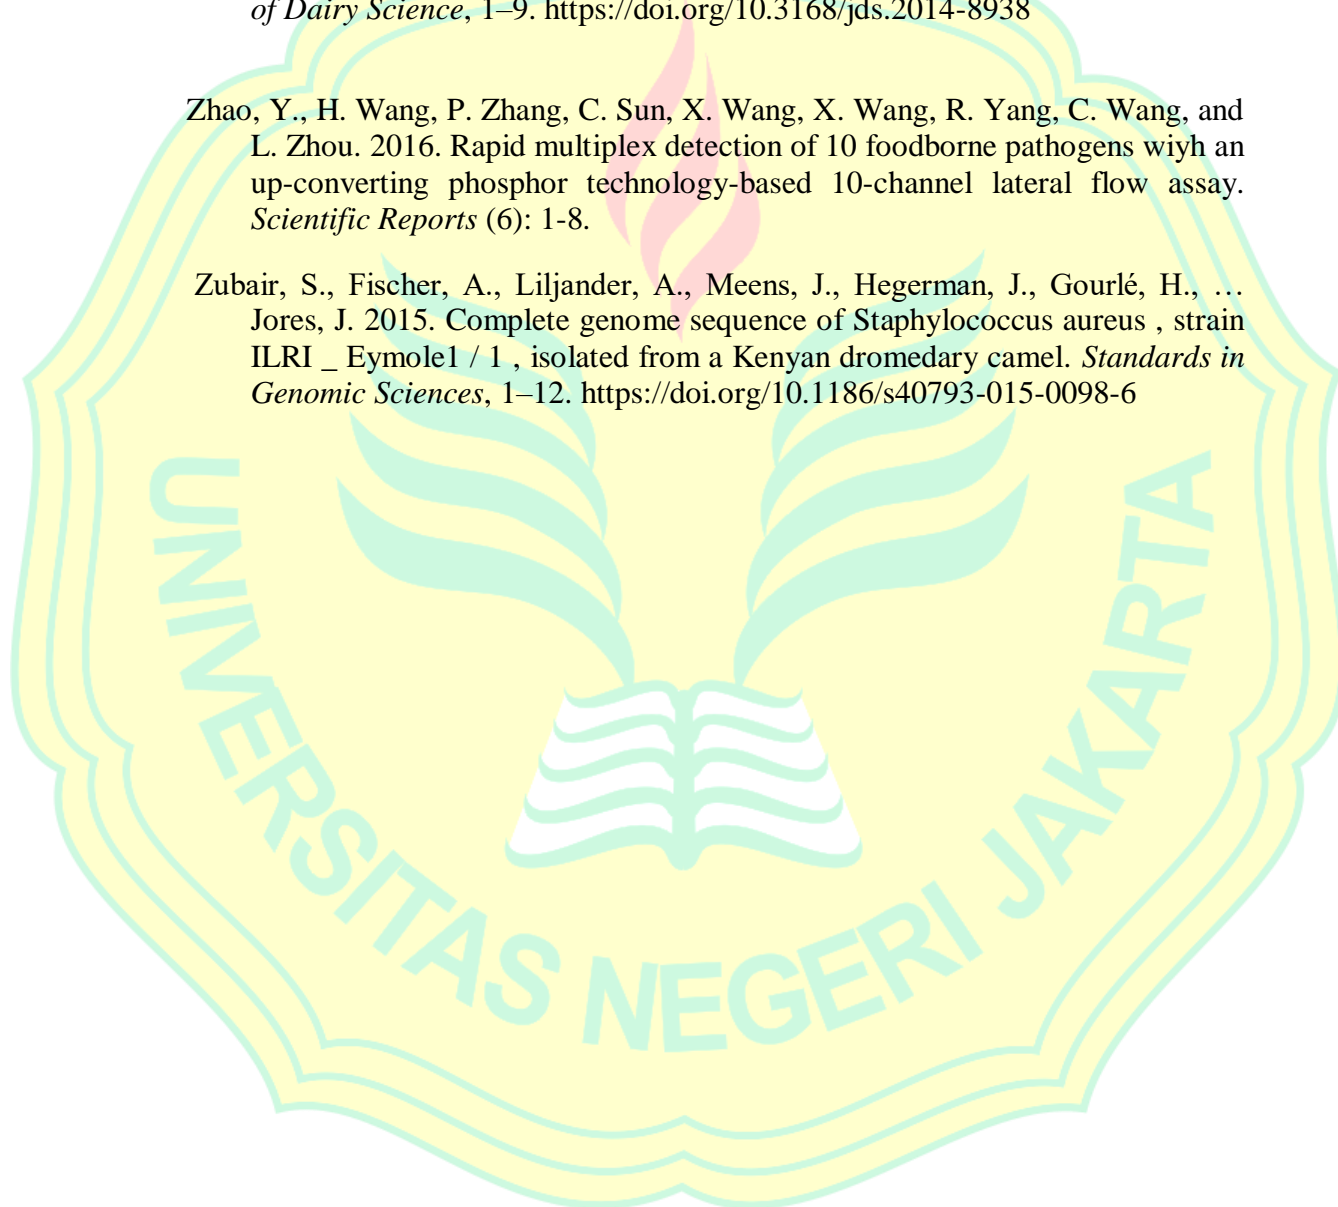 of Dairy Science, 1–9. https://doi.org/10.3168/jds.2014-8938
Zhao, Y., H. Wang, P. Zhang, C. Sun, X. Wang, X. Wang, R. Yang, C. Wang, and
L. Zhou. 2016. Rapid multiplex detection of 10 foodborne pathogens wiyh an
up-converting phosphor technology-based 10-channel lateral flow assay.
Scientific Reports (6): 1-8.
Zubair, S., Fischer, A., Liljander, A., Meens, J., Hegerman, J., Gourlé, H., …
Jores, J. 2015. Complete genome sequence of Staphylococcus aureus , strain
ILRI _ Eymole1 / 1 , isolated from a Kenyan dromedary camel. Standards in
Genomic Sciences, 1–12. https://doi.org/10.1186/s40793-015-0098-6
UNIVERSITAS NEGERI JAKARTA